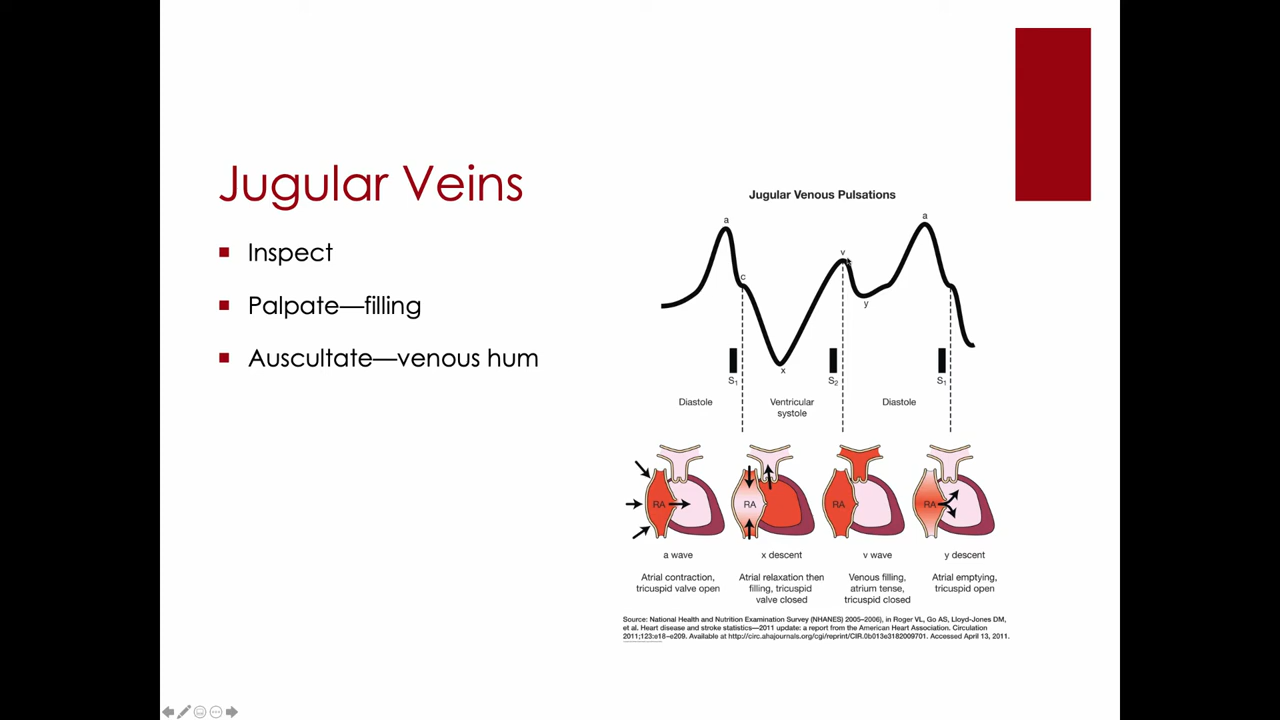 Jugular Veins
Inspect
Palpate—filling
Auscultate—venous hum
Jugular Venous Pulsations
a
a
v
c
y
x
S1
S2
S1
Diastole
Ventricular
systole
Diastole
RA
RA
RA
RA
a wave
x descent
v wave
y descent
Atrial contraction,
tricuspid valve open
Atrial relaxation then
filling, tricuspid
valve closed
Venous filling,
atrium tense,
tricuspid closed
Atrial emptying,
tricuspid open
Source: National Health and Nutrition Examination Survey (NHANES) 2005–2006), in Roger VL, Go AS, Lloyd-Jones DM,
et al. Heart disease and stroke statistics—2011 update: a report from the American Heart Association. Circulation
2011;123:e18–e209. Available at http://circ.ahajournals.org/cgi/reprint/CIR.0b013e3182009701. Accessed April 13, 2011.